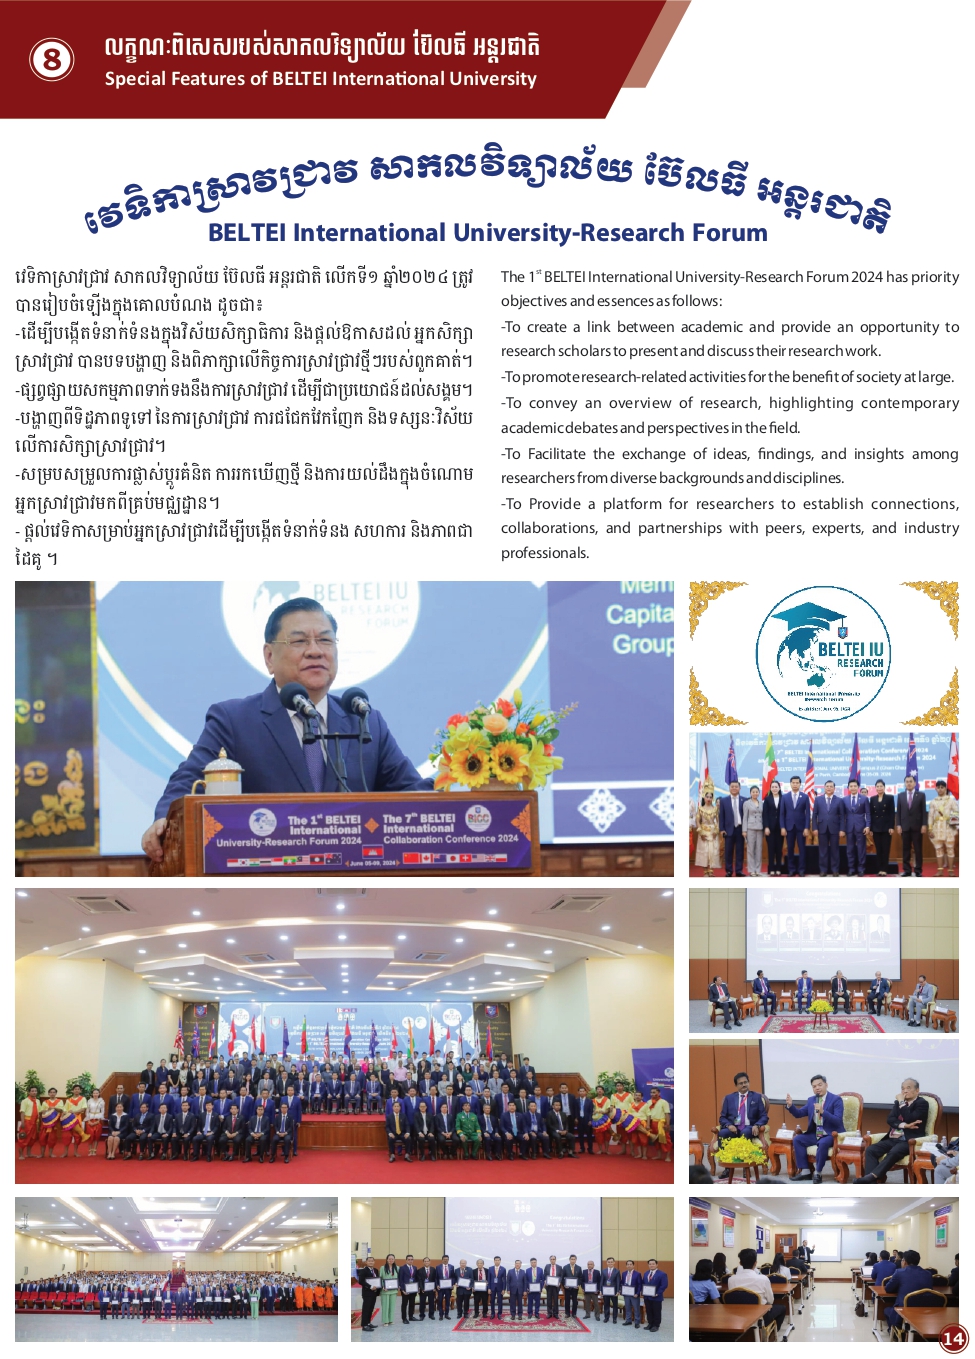 8
លក្ខណៈពិសេសរបស់សាកលវិទ្យាល័យ ប៊ែលធី អន្តរជាតិ
Special Features of BELTEI International University
វេទិកាស្រាវជ្រាវ សាកលវិទ្យាល័យ ប៊ែលធី អន្តរជាតិ
BELTEI International University-Research Forum
វេទិកាស្រាវជ្រាវ សាកលវិទ្យាល័យ ប៊ែលធី អន្តរជាតិ លើកទី១ ឆ្នាំ២០២៤ ត្រូវ
បានរៀបចំឡើងក្នុងគោលបំណង ដូចជា៖
-ដើម្បីបង្កើតទំនាក់ទំនងក្នុងវិស័យសិក្សាធិការ និងផ្តល់ឱកាសដល់ អ្នកសិក្សា
ស្រាវជ្រាវ បានបទបង្ហាញ និងពិភាក្សាលើកិច្ចការស្រាវជ្រាវថ្មីៗរបស់ពួកគាត់។
-ផ្សព្វផ្សាយសកម្មភាពទាក់ទងនឹងការស្រាវជ្រាវ ដើម្បីជាប្រយោជន៍ដល់សង្គម។
-បង្ហាញពីទិដ្ឋភាពទូទៅ នៃការស្រាវជ្រាវ ការជជែកវែកញែក និងទស្សនៈវិស័យ
លើការសិក្សាស្រាវជ្រាវ។
-សម្របសម្រួលការផ្លាស់ប្តូរគំនិត ការរកឃើញថ្មី និងការយល់ដឹងក្នុងចំណោម
អ្នកស្រាវជ្រាវមកពីគ្រប់មជ្ឈដ្ឋាន។
- ផ្តល់វេទិកាសម្រាប់អ្នកស្រាវជ្រាវដើម្បីបង្កើតទំនាក់ទំនង សហការ និងភាពជា
ដៃគូ ។
The 1st BELTEI International University-Research Forum 2024 has priority
objectives and essences as follows:
-To create a link between academic and provide an opportunity to
research scholars to present and discuss their research work.
-To promote research-related activities for the benefit of society at large.
-To convey an overview of research, highlighting contemporary
academic debates and perspectives in the field.
-To Facilitate the exchange of ideas, findings, and insights among
researchers from diverse backgrounds and disciplines.
-To Provide a platform for researchers to establish connections,
collaborations, and partnerships with peers, experts, and industry
professionals.
BELTEI IU
RESEARCH
FORUM
Mem
Capita
Group
The 1st BELTEI
International
University-Research Forum 2024
The 7th BELTEI
International
Collaboration Conference 2024
BICC
June 05-09, 2024
BELTEI IU
RESEARCH
FORUM
BELTEI International University
Research Forum
14